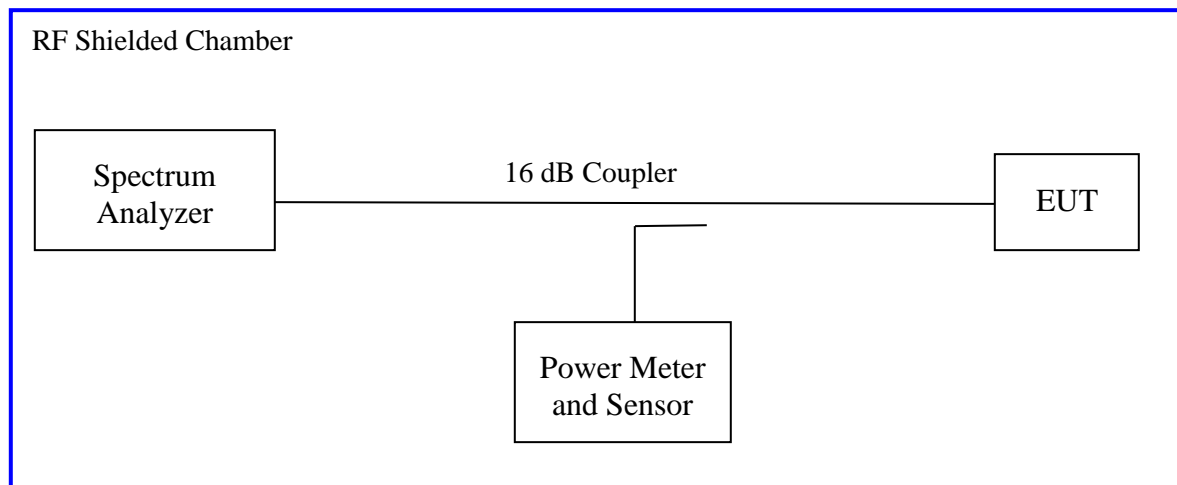 RF Shielded Chamber
Spectrum
Analyzer
16 dB Coupler
EUT
Power Meter
and Sensor